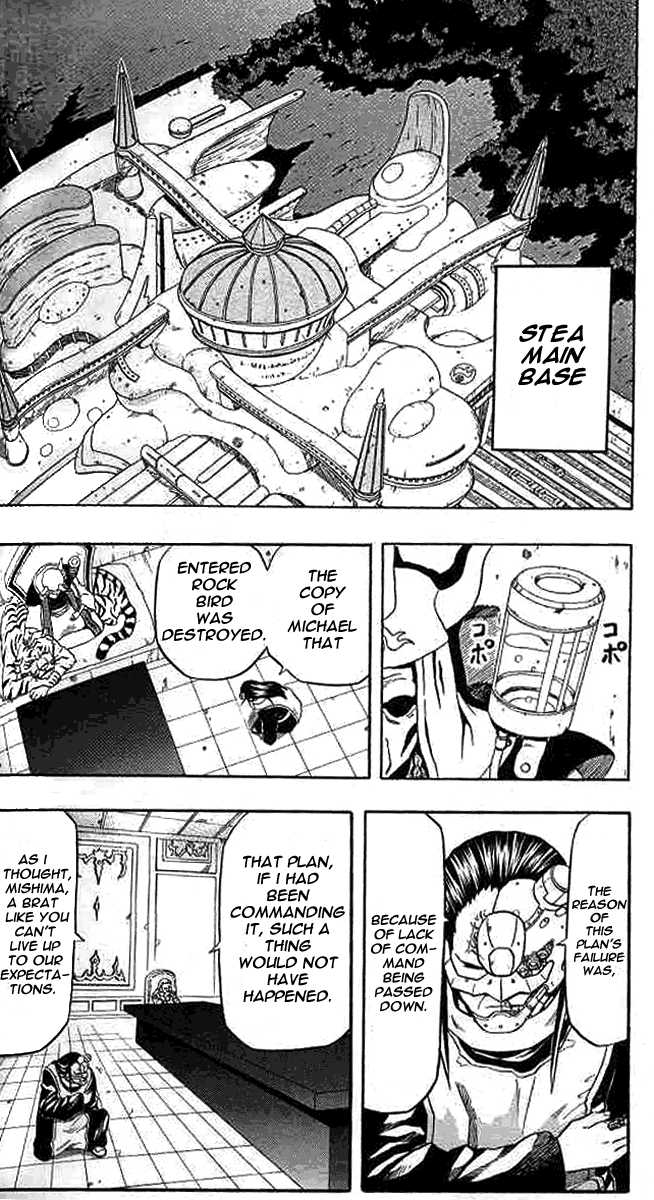 STEA
MAIN
BASE
コポ
コポ
THE
COPY
OF
MICHAEL
THAT
ENTERED
ROCK
BIRD
WAS
DESTROYED.
THE
REASON
OF
THIS
PLAN'S
FAILURE
WAS,
BECAUSE
OF LACK
OF COM-
MAND
BEING
PASSED
DOWN.
THAT PLAN,
IF I HAD
BEEN
COMMANDING
IT, SUCH A
THING
WOULD NOT
HAVE
HAPPENED.
AS I
THOUGHT,
MISHIMA,
A BRAT
LIKE YOU
CAN'T
LIVE UP
TO OUR
EXPECTA-
TIONS.